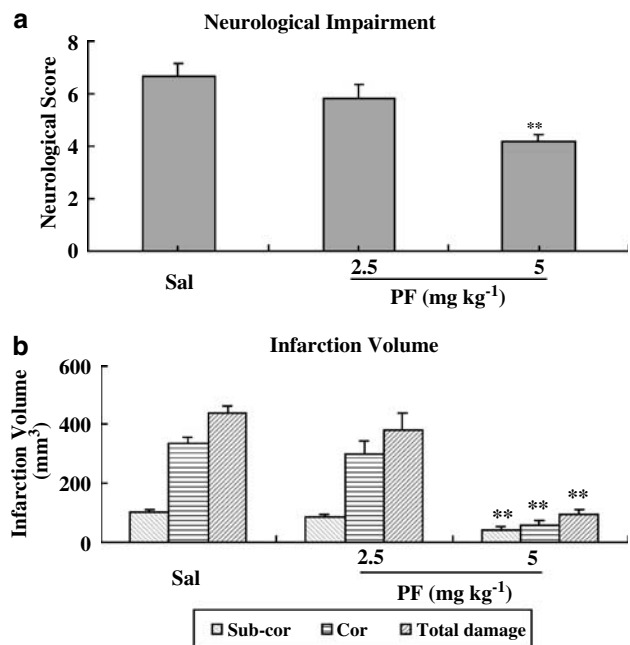 a
Neurological Impairment
Neurological Score
8
6
4
2
0
**
2.5
5
Sal
PF (mg kg⁻¹)
b
Infarction Volume
Infarction Volume
(mm³)
600
400
200
0
** ** **
2.5
5
Sal
PF (mg kg⁻¹)
Sub-cor Cor Total damage